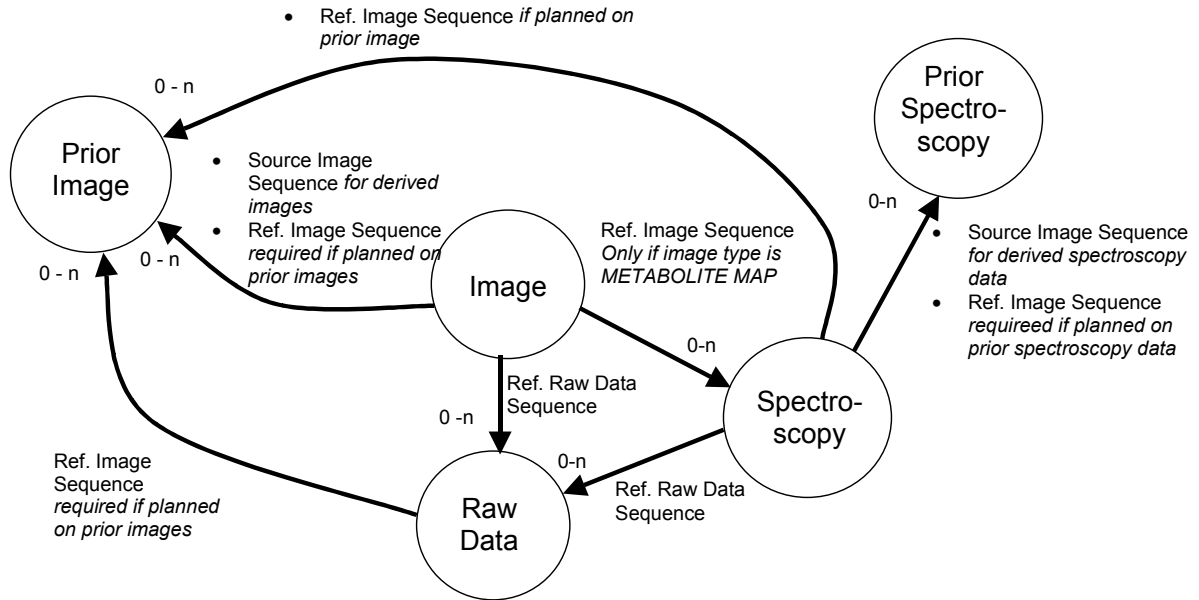 • Ref. Image Sequence if planned on
prior image
0 - n
Prior
Spectro-
scopy
Prior
Image
• Source Image
Sequence for derived
images
• Ref. Image Sequence
required if planned on
prior images
0 - n
0 - n
Image
Ref. Image Sequence
Only if image type is
METABOLITE MAP
0-n
• Source Image Sequence
for derived spectroscopy
data
• Ref. Image Sequence
requireed if planned on
prior spectroscopy data
0-n
Ref. Raw Data
Sequence
0 -n
Spectro-
scopy
Ref. Image
Sequence
required if planned
on prior images
0-n
Ref. Raw Data
Sequence
Raw
Data